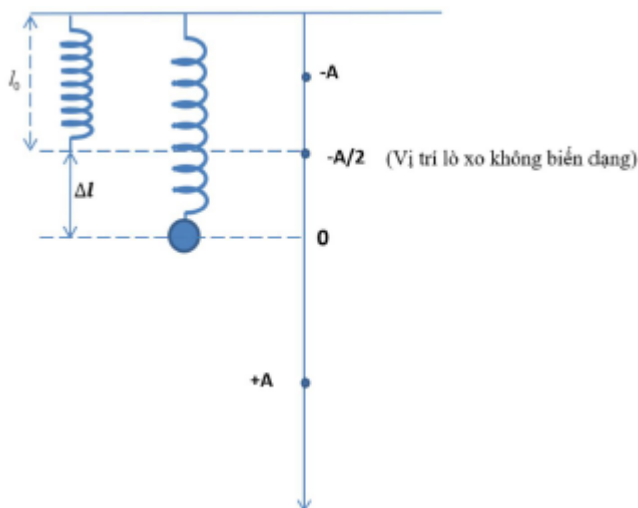 l₀
-A
-A/2 (Vị trí lò xo không biến dạng)
Δl
0
+A